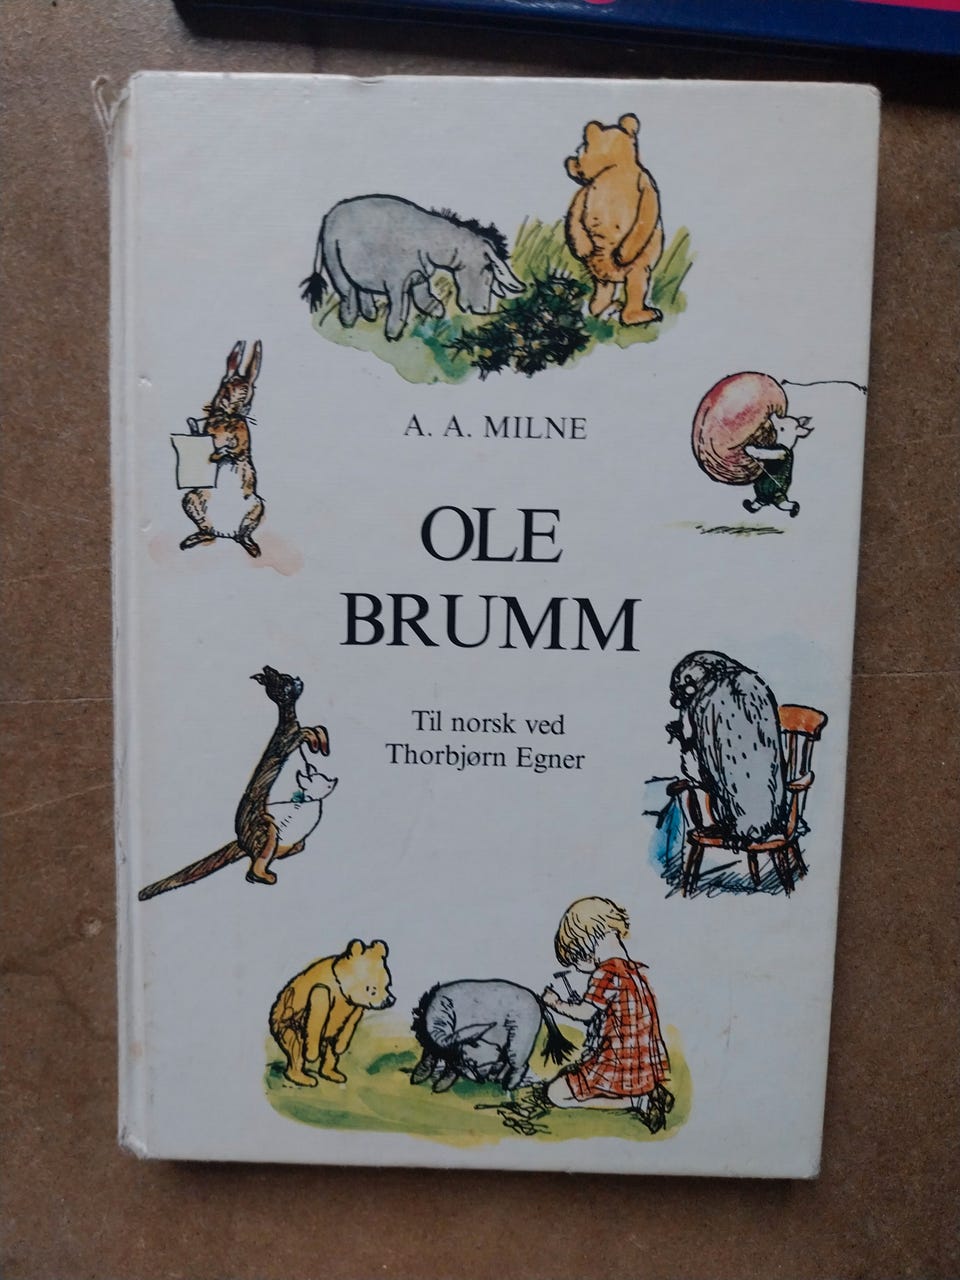 A. A. MILNE
OLE
BRUMM
Til norsk ved
Thorbjørn Egner